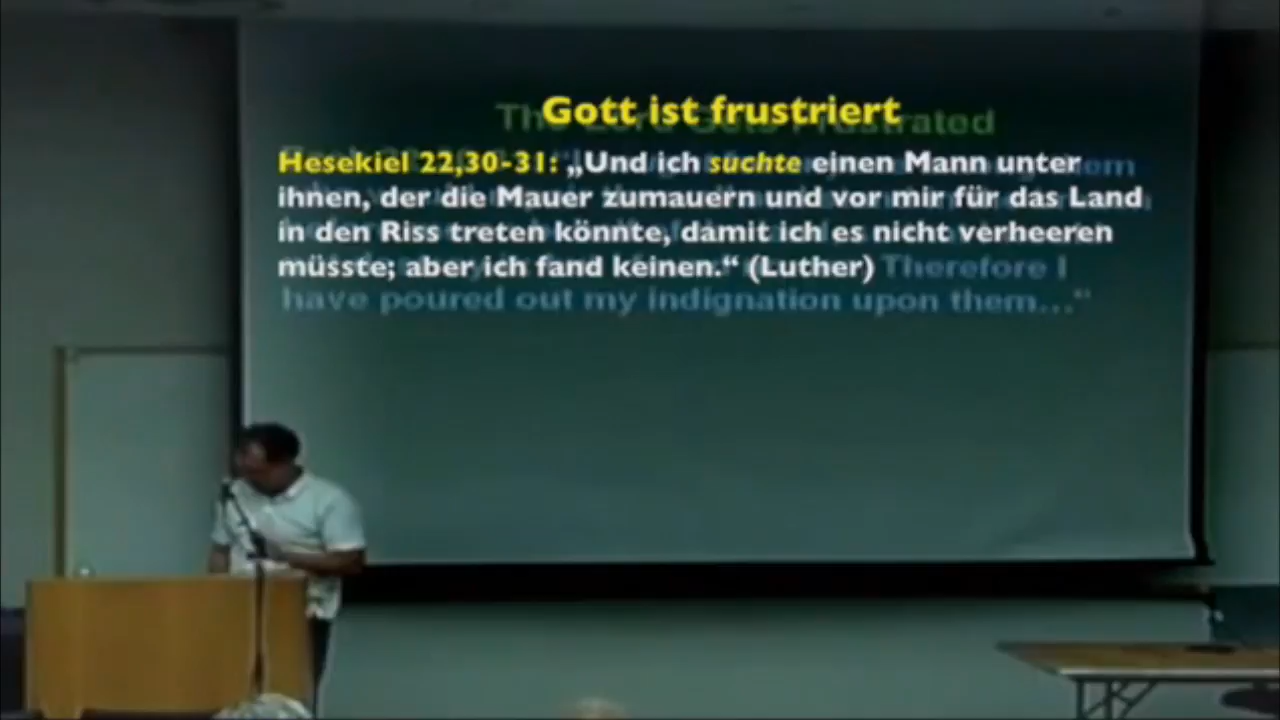 Gott ist frustriert
The Lord Gets Frustrated
Hesekiel 22,30-31: „Und ich suchte einen Mann unter
ihnen, der die Mauer zumauern und vor mir für das Land
in den Riss treten könnte, damit ich es nicht verheeren
müsste; aber ich fand keinen.“ (Luther) Therefore I
have poured out my indignation upon them…"